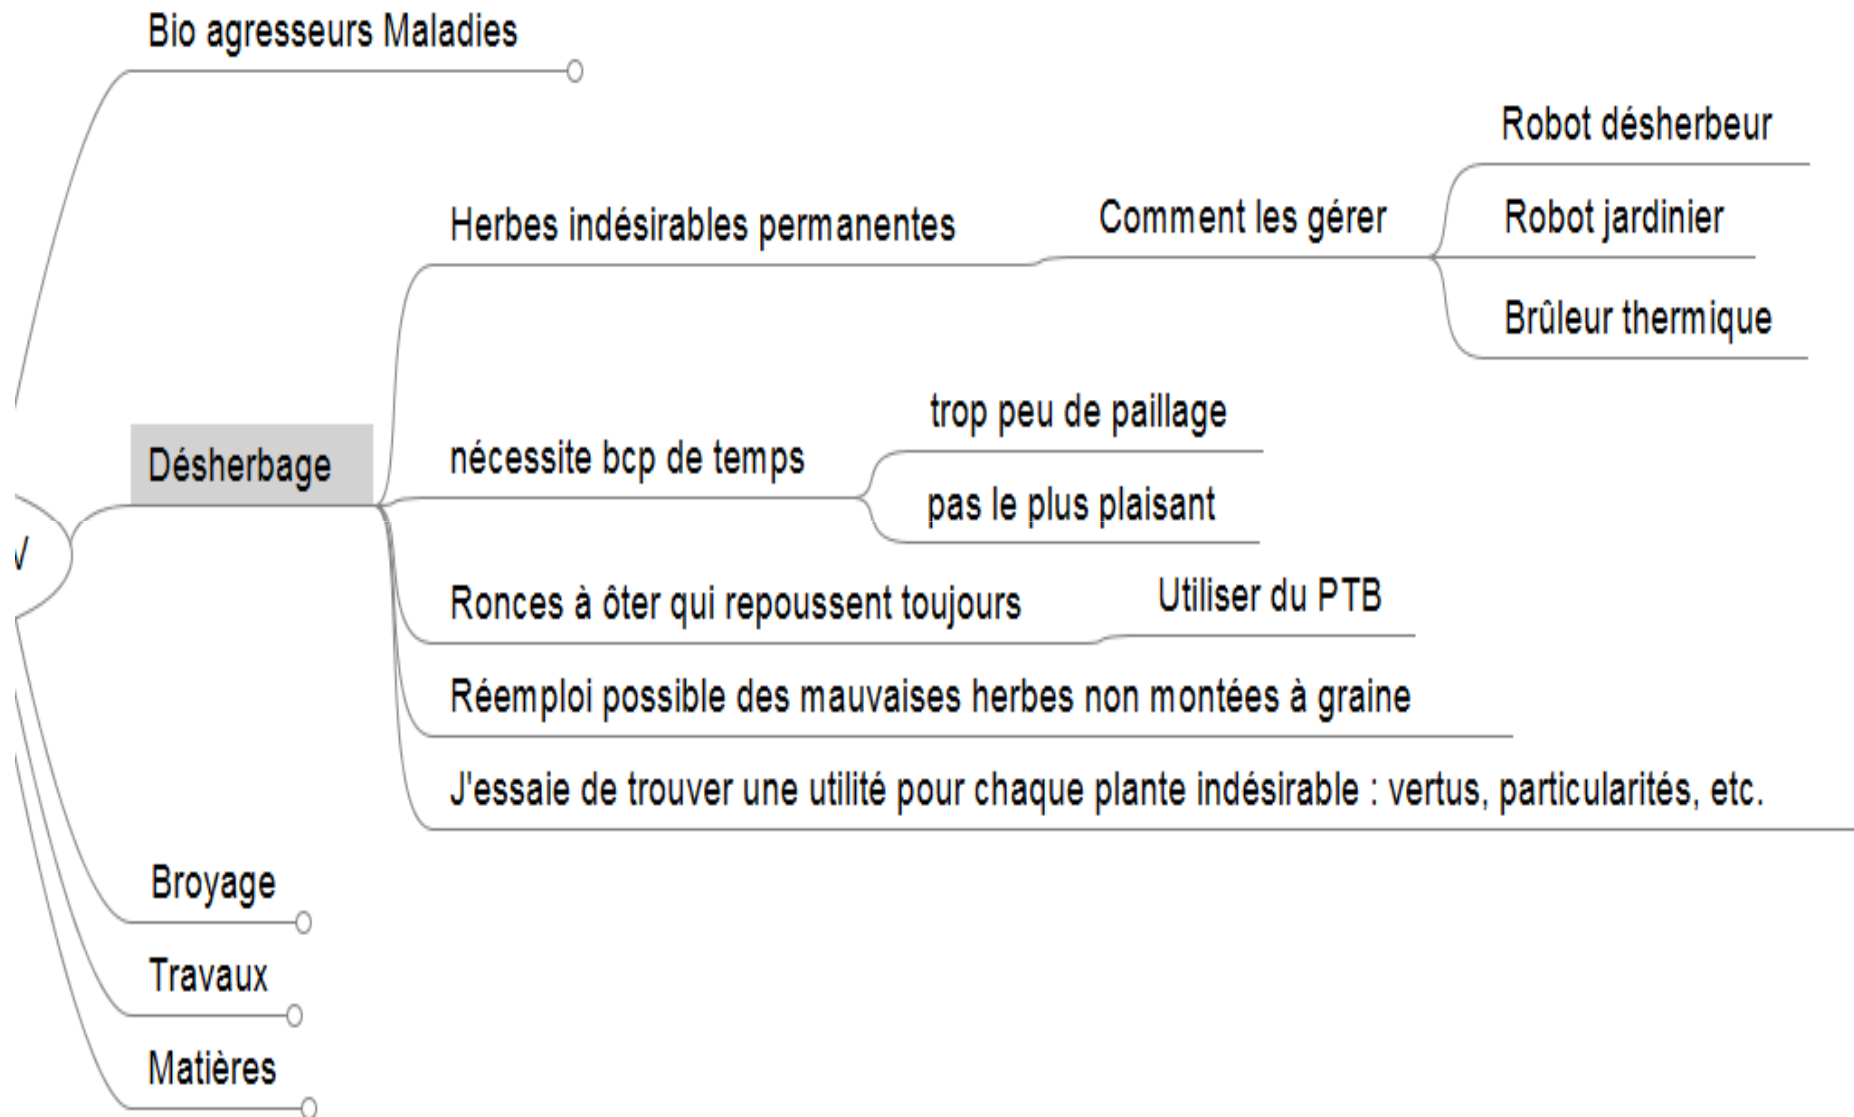 Bio agresseurs Maladies
Désherbage
Herbes indésirables permanentes
Comment les gérer
Robot désherbeur
Robot jardinier
Brûleur thermique
nécessite bcp de temps
trop peu de paillage
pas le plus plaisant
Ronces à ôter qui repoussent toujours
Utiliser du PTB
Réemploi possible des mauvaises herbes non montées à graine
J'essaie de trouver une utilité pour chaque plante indésirable : vertus, particularités, etc.
Broyage
Travaux
Matières